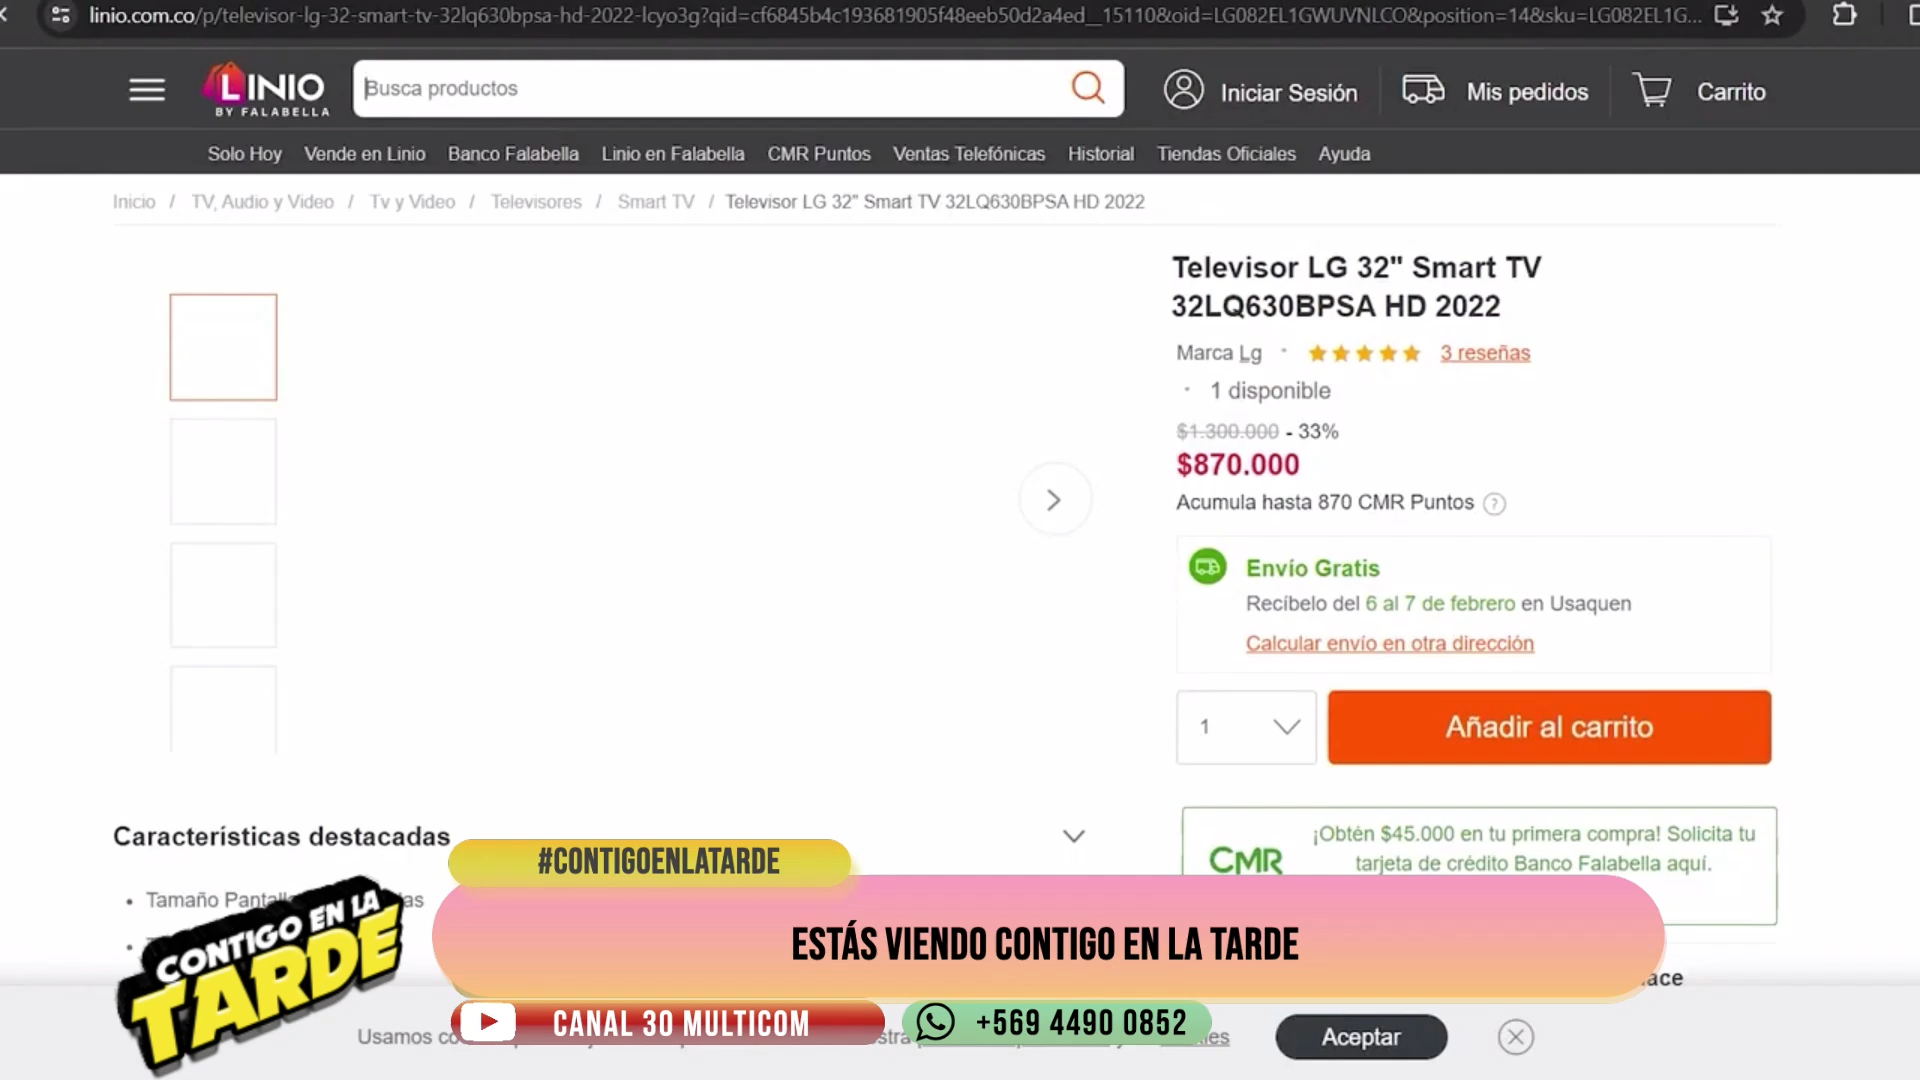 linio.com.co/p/televisor-lg-32-smart-tv-32lq630bpsa-hd-2022-lcyo3g?qid=cf6845b4c193681905f48eeb50d2a4ed__15110&oid=LG082EL1GWUVNLCO&position=14&sku=LG082EL1G...
LINIO
BY FALABELLA
Busca productos
Iniciar Sesión
Mis pedidos
Carrito
Solo Hoy Vende en Linio Banco Falabella Linio en Falabella CMR Puntos Ventas Telefónicas Historial Tiendas Oficiales Ayuda
Inicio / TV, Audio y Video / Tv y Video / Televisores / Smart TV / Televisor LG 32" Smart TV 32LQ630BPSA HD 2022
Televisor LG 32" Smart TV
32LQ630BPSA HD 2022
Marca Lg · 3 reseñas
· 1 disponible
$1.300.000 - 33%
$870.000
Acumula hasta 870 CMR Puntos ?
Envío Gratis
Recíbelo del 6 al 7 de febrero en Usaquen
Calcular envío en otra dirección
1
Añadir al carrito
Características destacadas
¡Obtén $45.000 en tu primera compra! Solicita tu
tarjeta de crédito Banco Falabella aquí.
CMR
#CONTIGOENLATARDE
• Tamaño
CONTIGO EN LA
TARDE
ESTÁS VIENDO CONTIGO EN LA TARDE
Usamos
CANAL 30 MULTICOM
+569 4490 0852
Aceptar